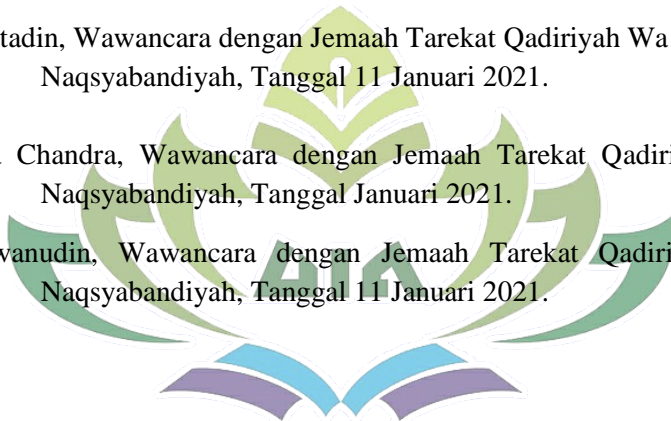 tadin, Wawancara dengan Jemaah Tarekat Qadiriyah Wa
Naqsyabandiyah, Tanggal 11 Januari 2021.
Chandra, Wawancara dengan Jemaah Tarekat Qadiri
Naqsyabandiyah, Tanggal Januari 2021.
wanudin, Wawancara dengan Jemaah Tarekat Qadiri
Naqsyabandiyah, Tanggal 11 Januari 2021.